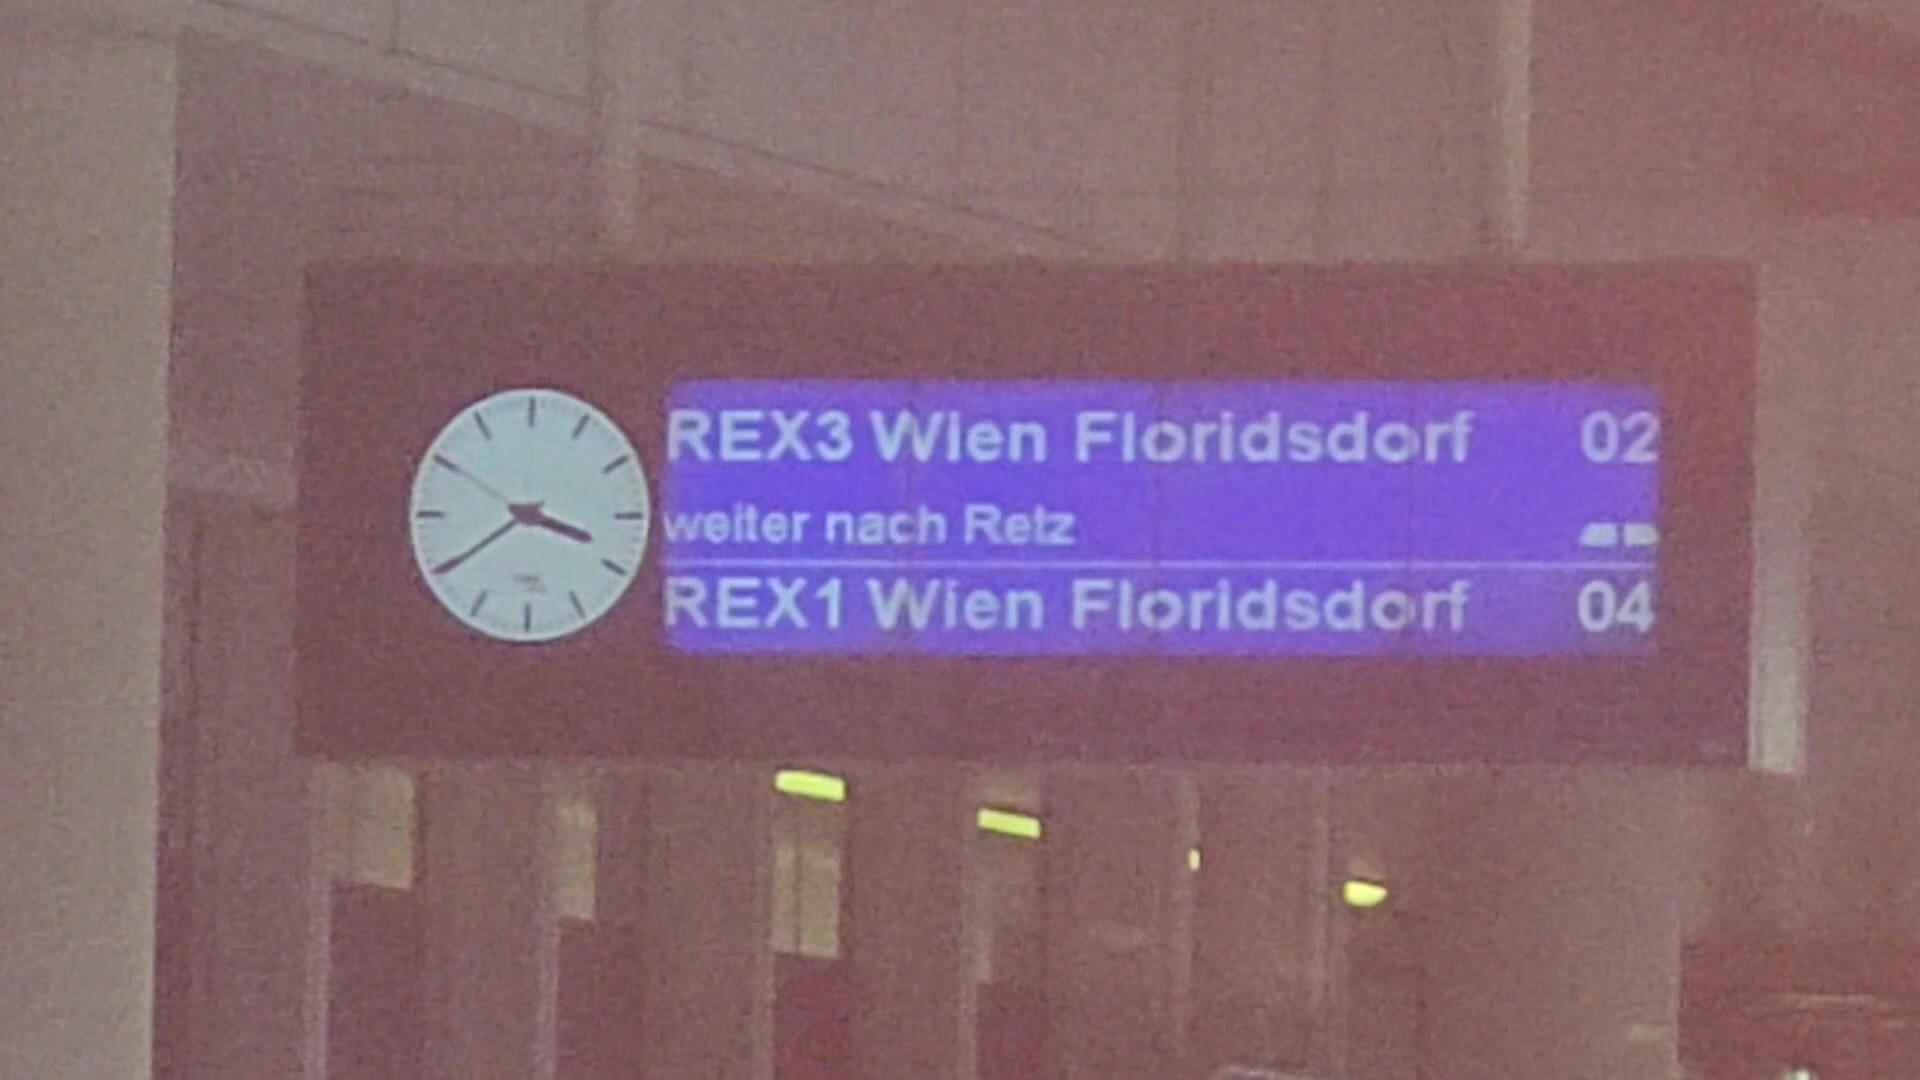 REX3 Wien Floridsdorf 02
weiter nach Retz
REX1 Wien Floridsdorf 04